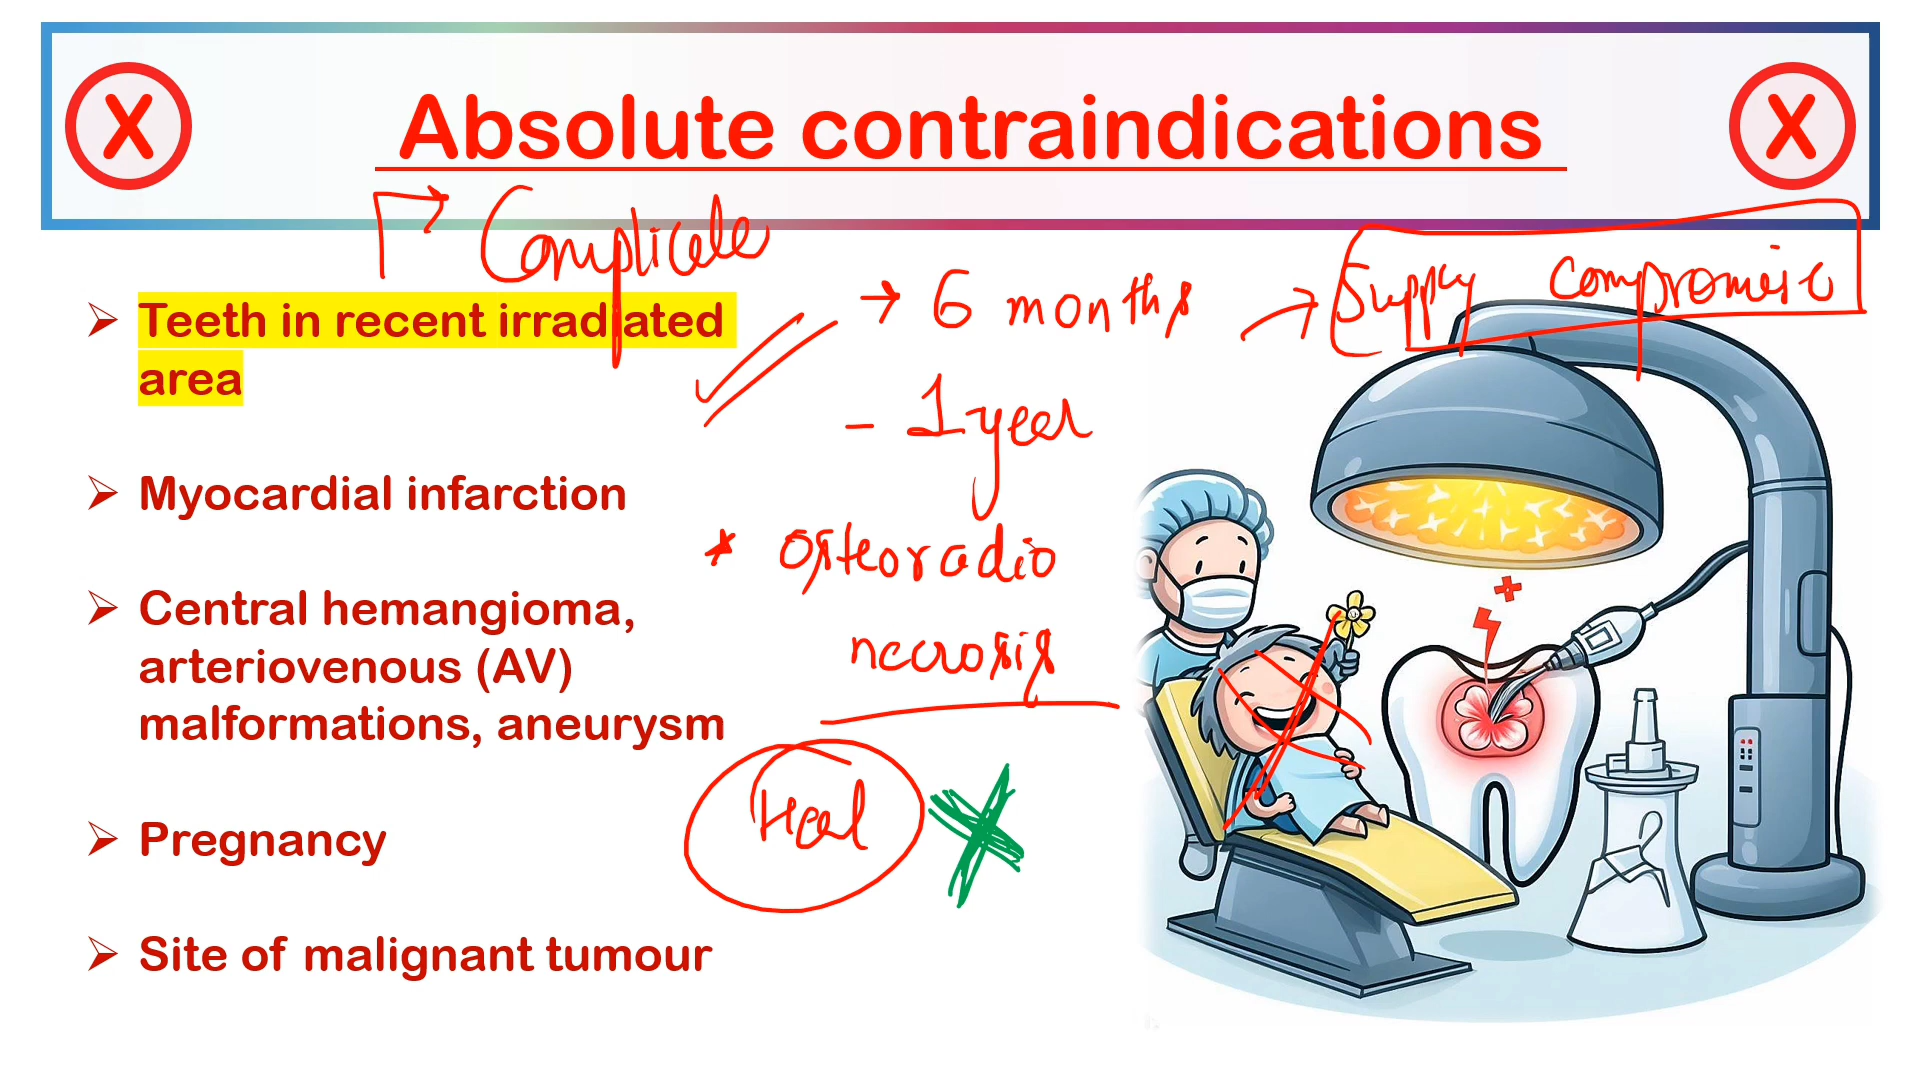 X Absolute contraindications X
Complicate
➢ Teeth in recent irradiated
area
→ 6 months → Supply compromise
- 1 year
➢ Myocardial infarction
* Osteoradio
necrosis
➢ Central hemangioma,
arteriovenous (AV)
malformations, aneurysm
Heal
➢ Pregnancy
➢ Site of malignant tumour